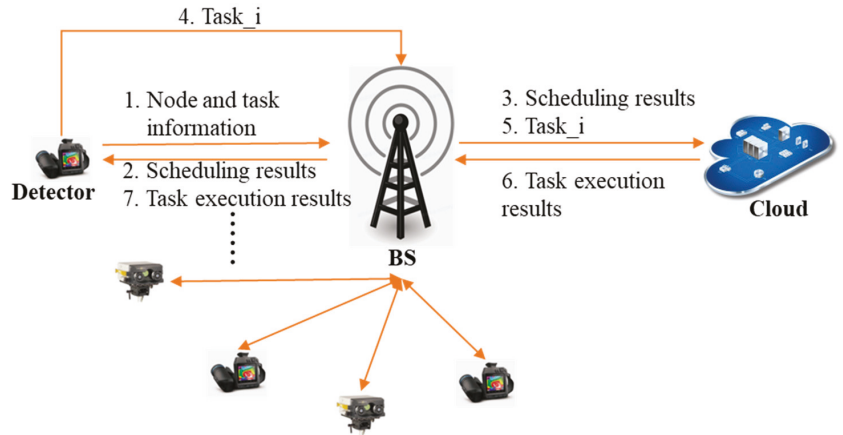 4. Task_i
1. Node and task
information
3. Scheduling results
5. Task_i
2. Scheduling results
7. Task execution results
6. Task execution
results
Detector
Cloud
BS